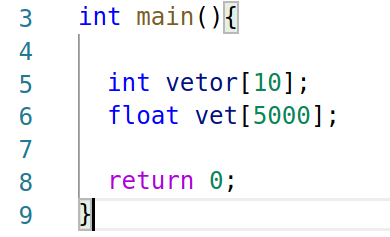 3 int main(){
4
5 int vetor[10];
6 float vet[5000];
7
8 return 0;
9 }